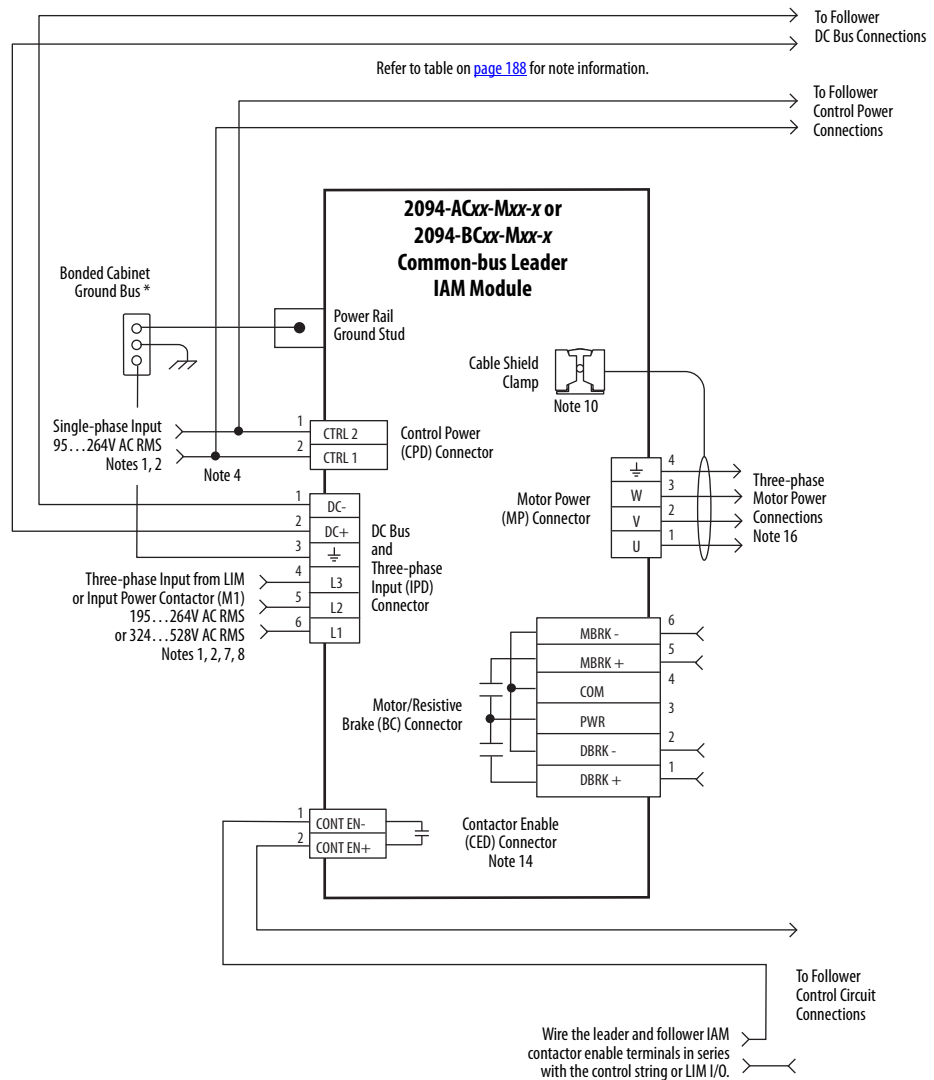 To Follower
DC Bus Connections
Refer to table on page 188 for note information.
To Follower
Control Power
Connections
2094-ACxx-Mxx-x or
2094-BCxx-Mxx-x
Common-bus Leader
IAM Module
Bonded Cabinet
Ground Bus *
Power Rail
Ground Stud
Cable Shield
Clamp
Note 10
Single-phase Input
95…264V AC RMS
Notes 1, 2
Note 4
1
CTRL 2
2
CTRL 1
Control Power
(CPD) Connector
1
DC-
2
DC+
3
4
L3
5
L2
6
L1
DC Bus
and
Three-phase
Input (IPD)
Connector
Three-phase Input from LIM
or Input Power Contactor (M1)
195…264V AC RMS
or 324…528V AC RMS
Notes 1, 2, 7, 8
Motor Power
(MP) Connector
4
W
3
V
2
U
1
Three-phase
Motor Power
Connections
Note 16
Motor/Resistive
Brake (BC) Connector
MBRK -
6
MBRK +
5
COM
4
PWR
3
DBRK -
2
DBRK +
1
1
CONT EN-
2
CONT EN+
Contactor Enable
(CED) Connector
Note 14
To Follower
Control Circuit
Connections
Wire the leader and follower IAM
contactor enable terminals in series
with the control string or LIM I/O.